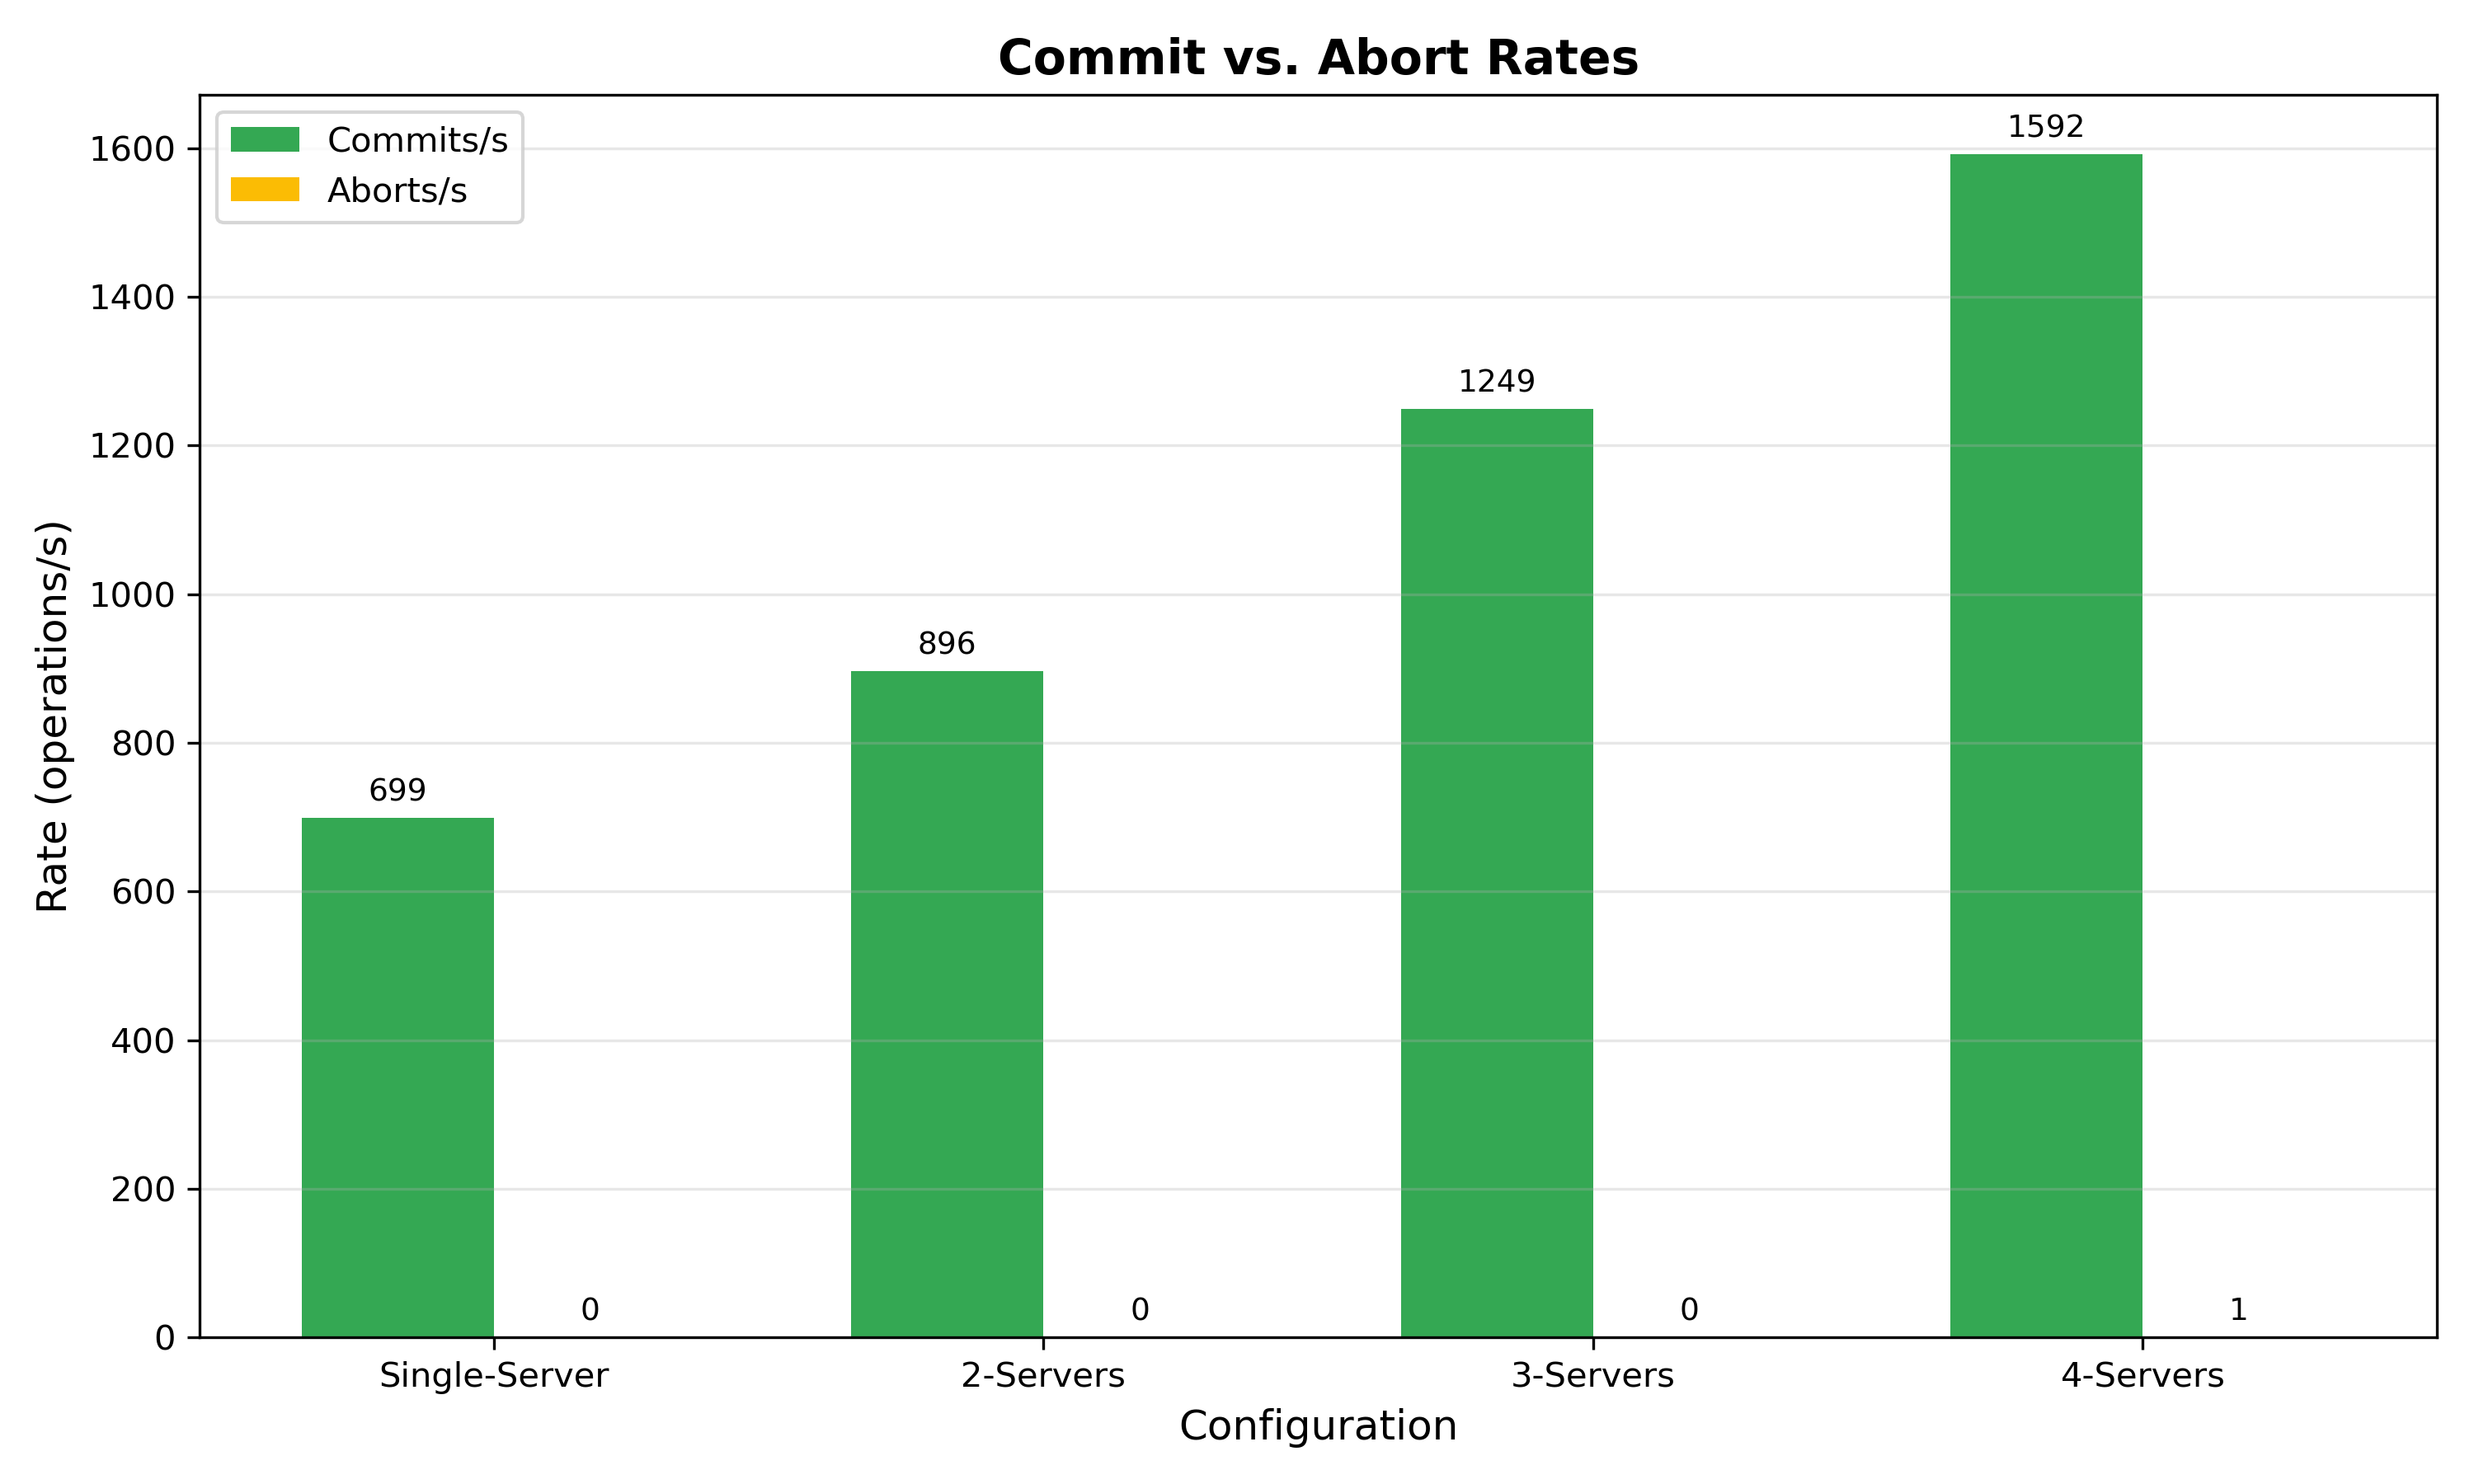 Commit vs. Abort Rates
Commits/s
Aborts/s
Rate (operations/s)
1600
1400
1200
1000
800
600
400
200
0
699
0
896
0
1249
0
1592
1
Single-Server
2-Servers
3-Servers
4-Servers
Configuration